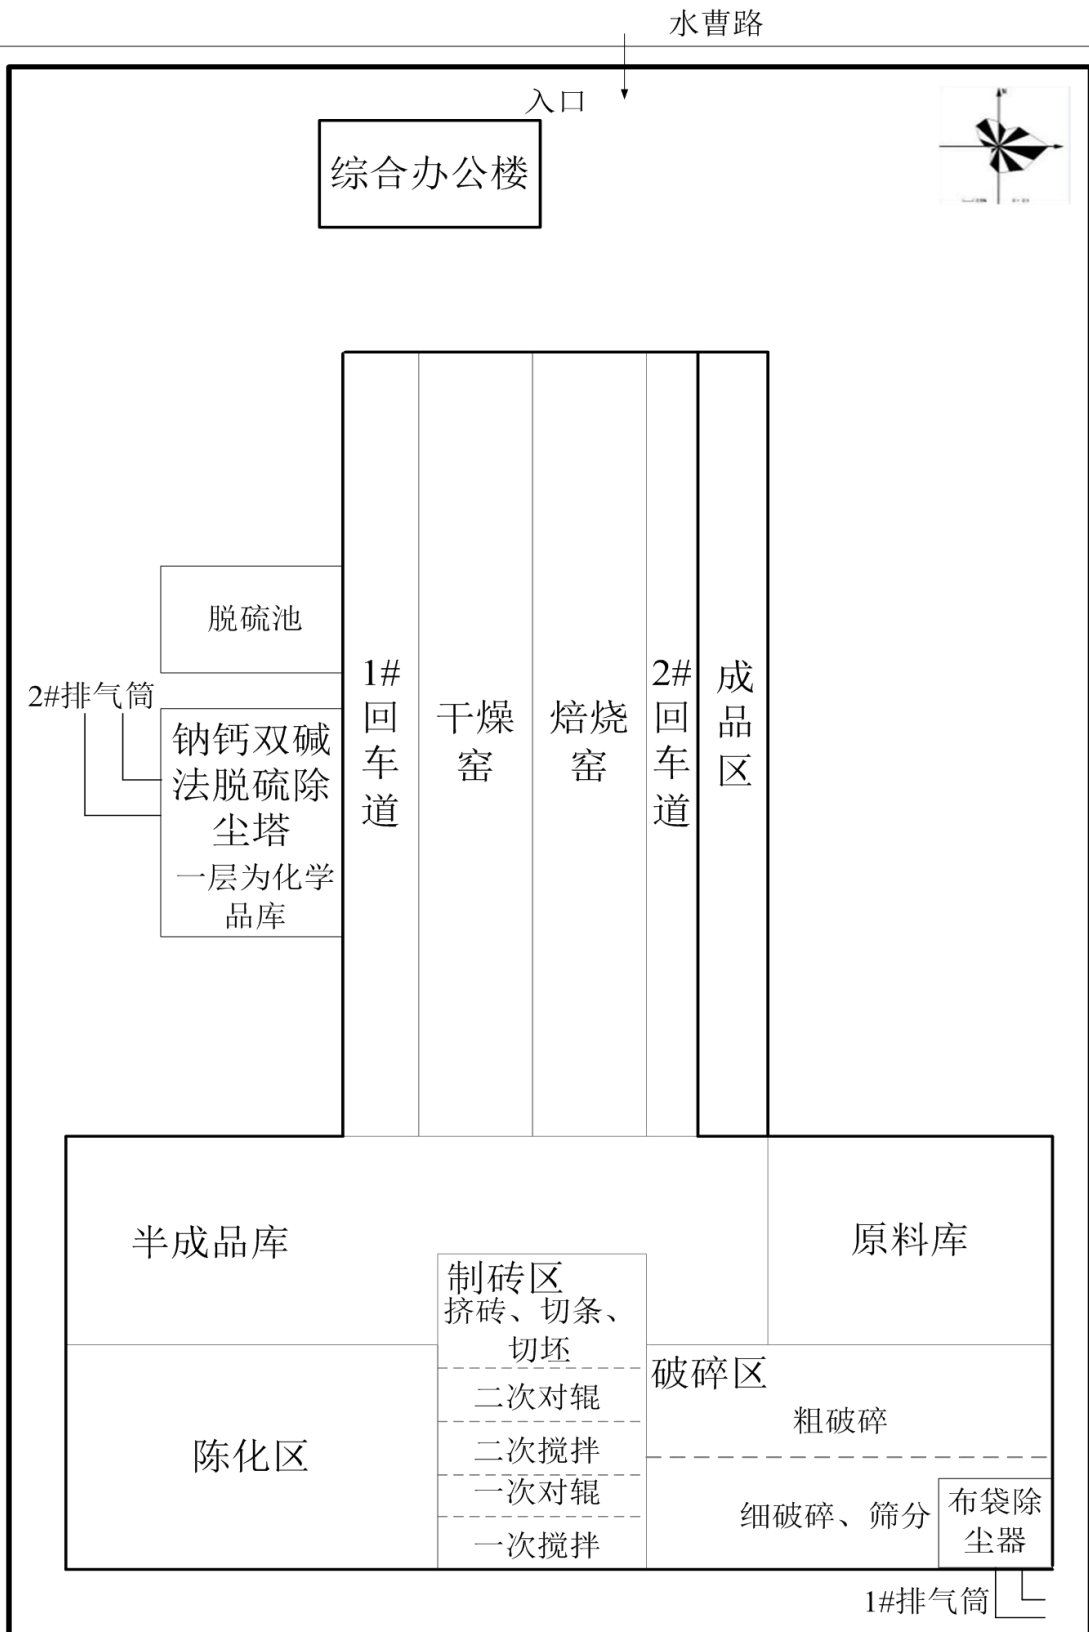 水曹路
入口
N
综合办公楼
脱硫池
2#排气筒
钠钙双碱
法脱硫除
尘塔
一层为化学
品库
1#
回
车
道
干燥
窑
焙烧
窑
2#
回
车
道
成
品
区
半成品库
原料库
制砖区
挤砖、切条、
切坯
二次对辊
二次搅拌
一次对辊
一次搅拌
陈化区
破碎区
粗破碎
细破碎、筛分
布袋除
尘器
1#排气筒